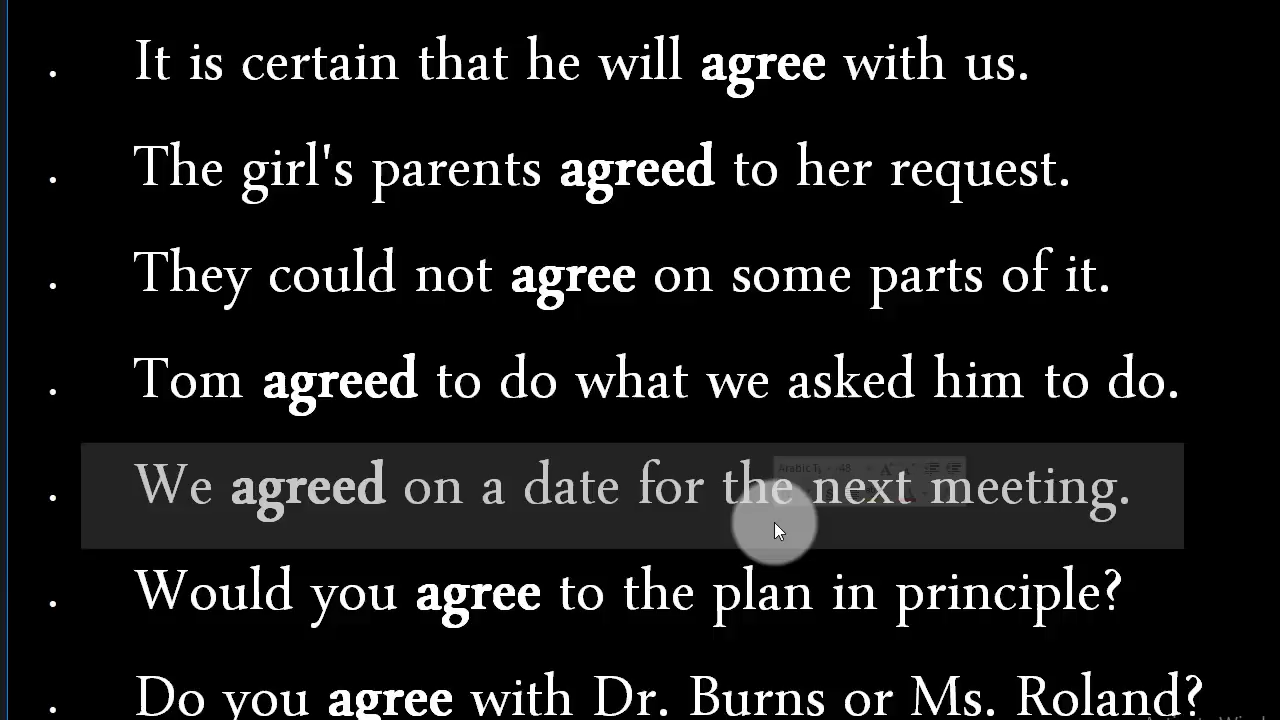 . It is certain that he will agree with us.
. The girl's parents agreed to her request.
. They could not agree on some parts of it.
. Tom agreed to do what we asked him to do.
Arabic Ty 48 A
. We agreed on a date for the next meeting.
. Would you agree to the plan in principle?
. Do you agree with Dr. Burns or Ms. Roland?